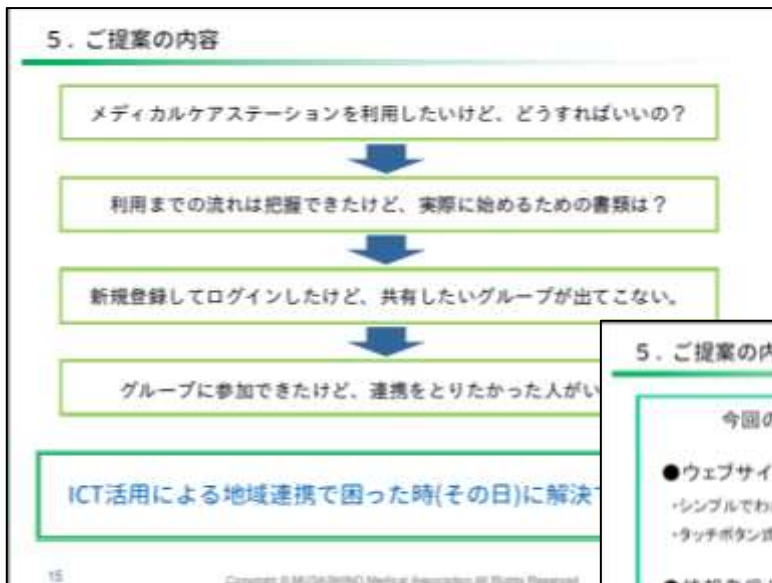 5．ご提案の内容
メディカルケアステーションを利用したいけど、どうすればいいの？
利用までの流れは把握できたけど、実際に始めるための書類は？
新規登録してログインしたけど、共有したいグループが出てこない。
グループに参加できたけど、連携をとりたかった人がい
ICT活用による地域連携で困った時(その日)に解決
15
Copyright © MUSASHINO Medical Association All Rights Reserved
5．ご提案の内
今回の
●ウェブサイ
・シンプルでわ
・タッチボタン式